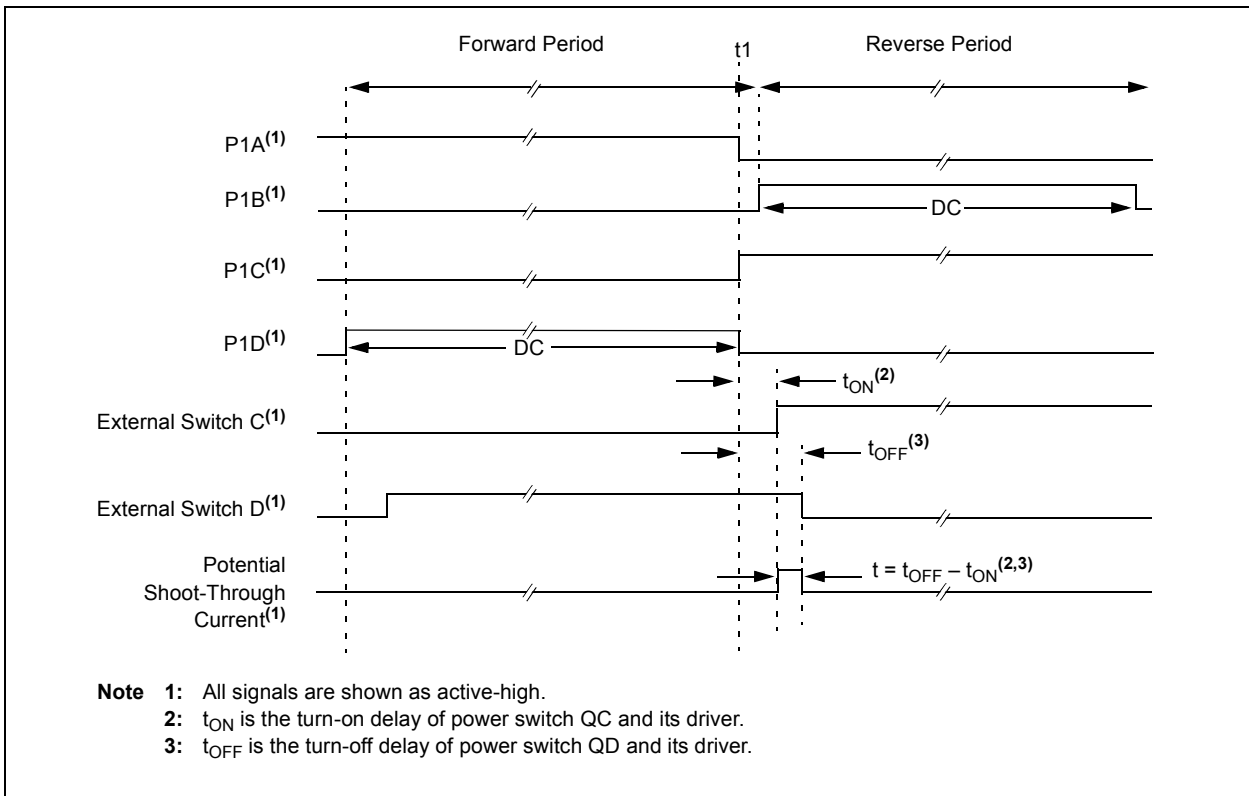 Forward Period
t1
Reverse Period
P1A(1)
P1B(1)
DC
P1C(1)
P1D(1)
DC
tON(2)
External Switch C(1)
tOFF(3)
External Switch D(1)
Potential
Shoot-Through
Current(1)
t = tOFF – tON(2,3)
Note 1: All signals are shown as active-high.
2: tON is the turn-on delay of power switch QC and its driver.
3: tOFF is the turn-off delay of power switch QD and its driver.